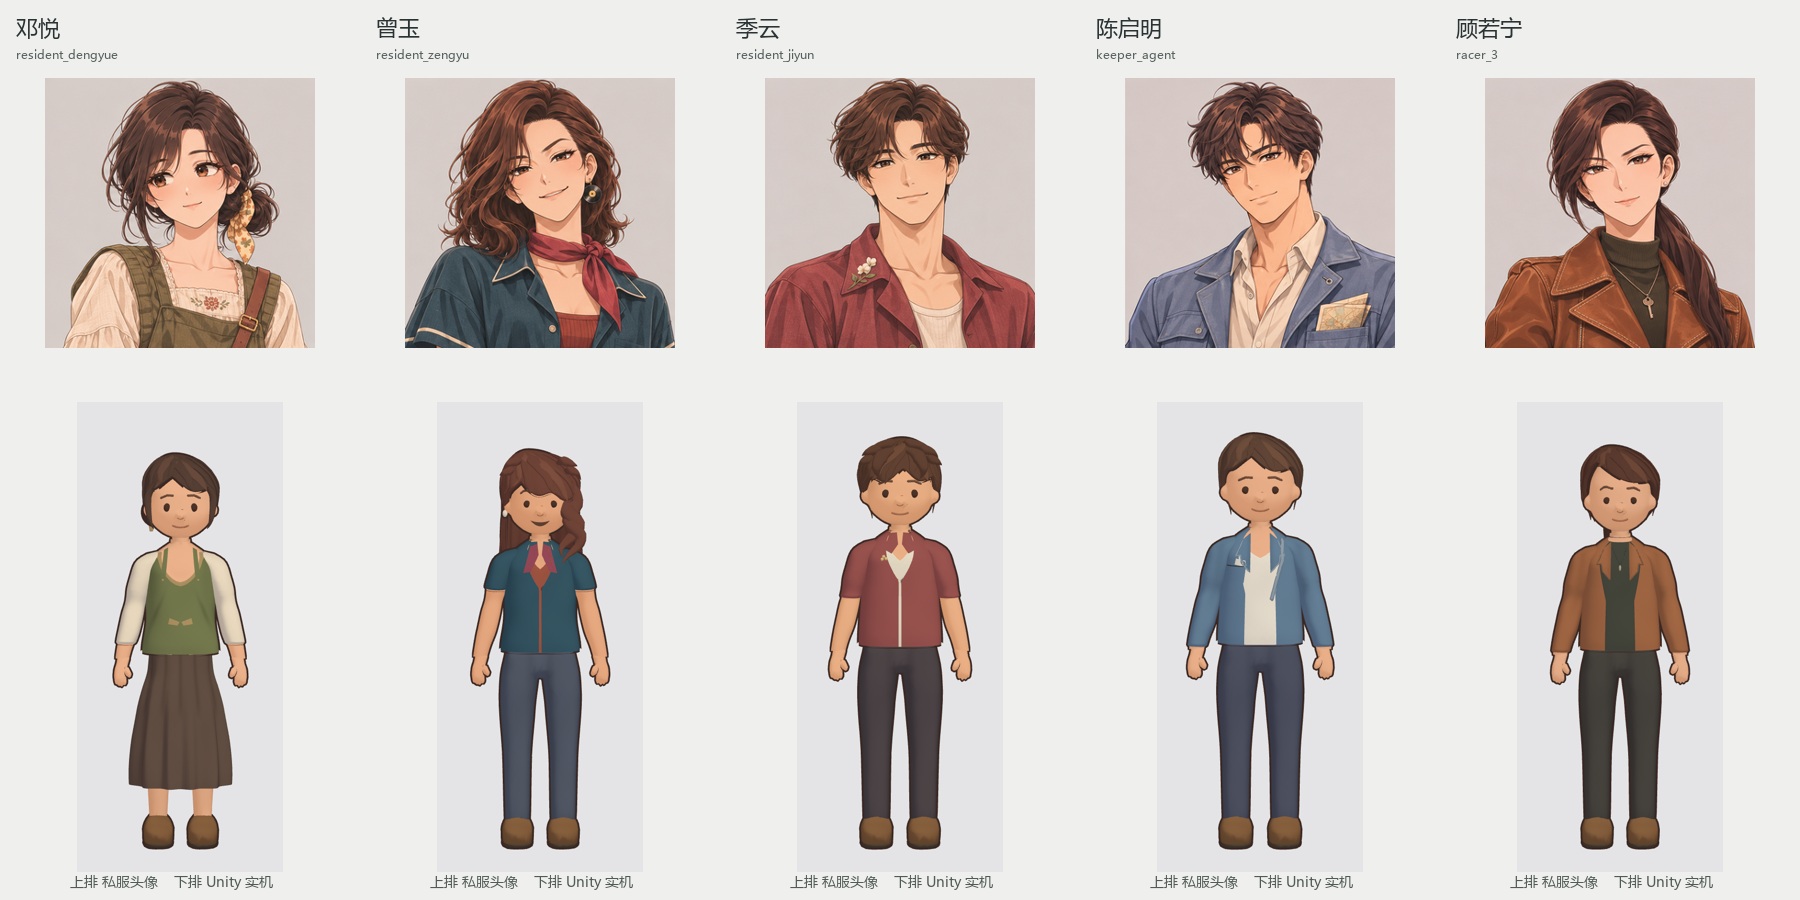 邓悦
resident_dengyue
曾玉
resident_zengyu
季云
resident_jiyun
陈启明
keeper_agent
顾若宁
racer_3
上排 私服头像 下排 Unity 实机
上排 私服头像 下排 Unity 实机
上排 私服头像 下排 Unity 实机
上排 私服头像 下排 Unity 实机
上排 私服头像 下排 Unity 实机